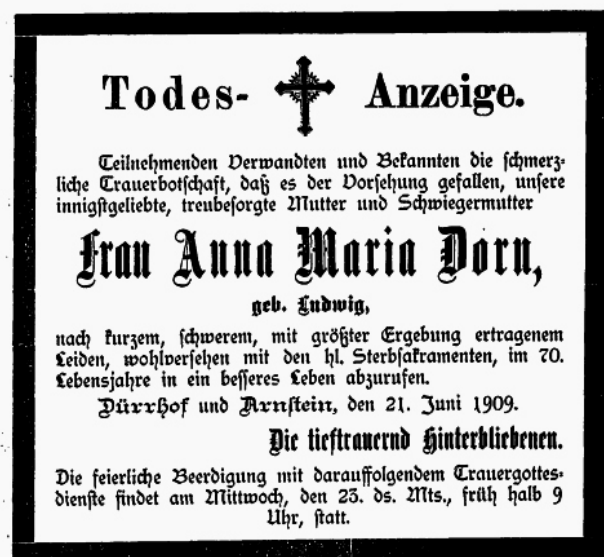 Todes- Anzeige.
Teilnehmenden Verwandten und Bekannten die schmerz-
liche Trauerbotschaft, daß es der Vorsehung gefallen, unsere
innigstgeliebte, treubesorgte Mutter und Schwiegermutter
Frau Anna Maria Dorn,
geb. Ludwig,
nach kurzem, schwerem, mit größter Ergebung ertragenem
Leiden, wohlversehen mit den hl. Sterbsakramenten, im 70.
Lebensjahre in ein besseres Leben abzurufen.
Dürrhof und Arnstein, den 21. Juni 1909.
Die tieftrauernd Hinterbliebenen.
Die feierliche Beerdigung mit darauffolgendem Trauergottes-
dienste findet am Mittwoch, den 23. ds. Mts., früh halb 9
Uhr, statt.